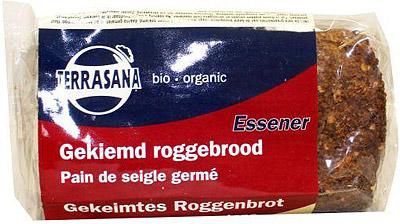 TERRASANA
bio • organic
Essener
Gekiemd roggebrood
Pain de seigle germé
Gekeimtes Roggenbrot